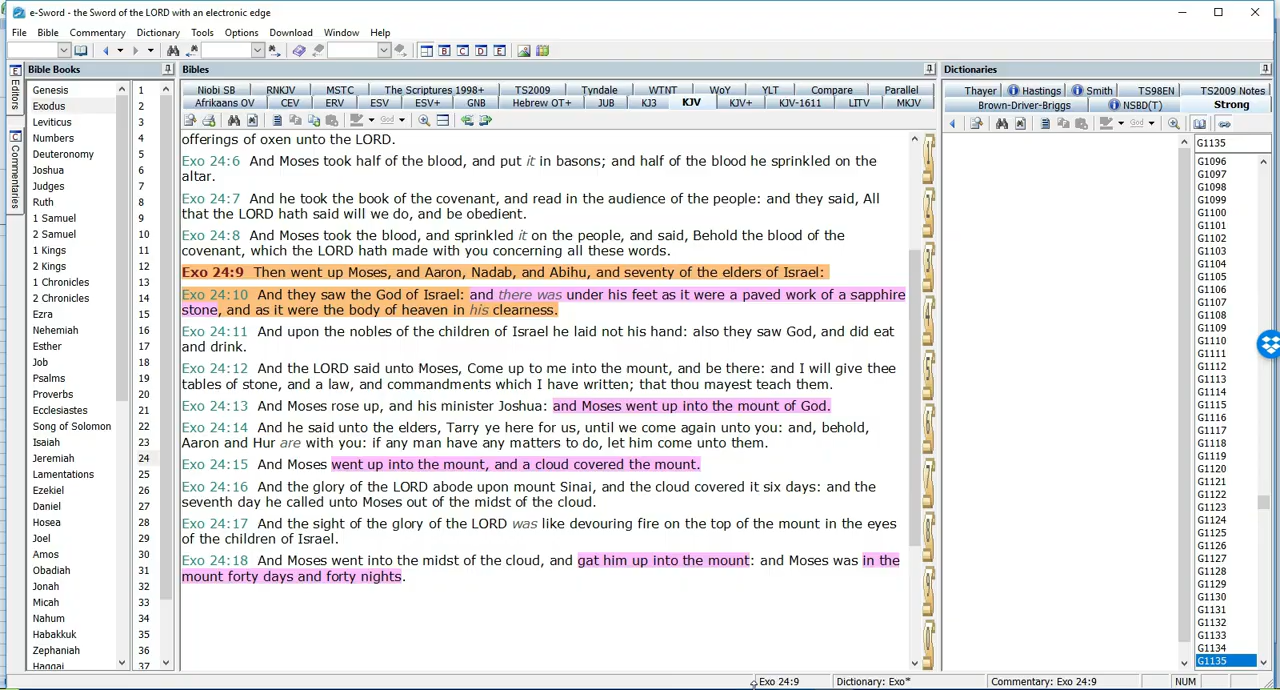 e-Sword - the Sword of the LORD with an electronic edge
File Bible Commentary Dictionary Tools Options Download Window Help
Bible Books
Bibles
Dictionaries
Editors
Commentaries
Genesis
Exodus
Leviticus
Numbers
Deuteronomy
Joshua
Judges
Ruth
1 Samuel
2 Samuel
1 Kings
2 Kings
1 Chronicles
2 Chronicles
Ezra
Nehemiah
Esther
Job
Psalms
Proverbs
Ecclesiastes
Song of Solomon
Isaiah
Jeremiah
Lamentations
Ezekiel
Daniel
Hosea
Joel
Amos
Obadiah
Jonah
Micah
Nahum
Habakkuk
Zephaniah
Haggai
1
2
3
4
5
6
7
8
9
10
11
12
13
14
15
16
17
18
19
20
21
22
23
24
25
26
27
28
29
30
31
32
33
34
35
36
37
Niobi SB RNKJV MSTC The Scriptures 1998+ TS2009 Tyndale WTNT WoY YLT Compare Parallel
Afrikaans OV CEV ERV ESV ESV+ GNB Hebrew OT+ JUB KJ3 KJV KJV+ KJV-1611 LITV MKJV
offerings of oxen unto the LORD.
Exo 24:6 And Moses took half of the blood, and put it in basons; and half of the blood he sprinkled on the
altar.
Exo 24:7 And he took the book of the covenant, and read in the audience of the people: and they said, All
that the LORD hath said will we do, and be obedient.
Exo 24:8 And Moses took the blood, and sprinkled it on the people, and said, Behold the blood of the
covenant, which the LORD hath made with you concerning all these words.
Exo 24:9 Then went up Moses, and Aaron, Nadab, and Abihu, and seventy of the elders of Israel:
Exo 24:10 And they saw the God of Israel: and there was under his feet as it were a paved work of a sapphire
stone, and as it were the body of heaven in his clearness.
Exo 24:11 And upon the nobles of the children of Israel he laid not his hand: also they saw God, and did eat
and drink.
Exo 24:12 And the LORD said unto Moses, Come up to me into the mount, and be there: and I will give thee
tables of stone, and a law, and commandments which I have written; that thou mayest teach them.
Exo 24:13 And Moses rose up, and his minister Joshua: and Moses went up into the mount of God.
Exo 24:14 And he said unto the elders, Tarry ye here for us, until we come again unto you: and, behold,
Aaron and Hur are with you: if any man have any matters to do, let him come unto them.
Exo 24:15 And Moses went up into the mount, and a cloud covered the mount.
Exo 24:16 And the glory of the LORD abode upon mount Sinai, and the cloud covered it six days: and the
seventh day he called unto Moses out of the midst of the cloud.
Exo 24:17 And the sight of the glory of the LORD was like devouring fire on the top of the mount in the eyes
of the children of Israel.
Exo 24:18 And Moses went into the midst of the cloud, and gat him up into the mount: and Moses was in the
mount forty days and forty nights.
1
2
3
4
5
6
7
8
9
0
Thayer Hastings Smith TS98EN TS2009 Notes
Brown-Driver-Briggs NSBD(T) Strong
G1135
G1096
G1097
G1098
G1099
G1100
G1101
G1102
G1103
G1104
G1105
G1106
G1107
G1108
G1109
G1110
G1111
G1112
G1113
G1114
G1115
G1116
G1117
G1118
G1119
G1120
G1121
G1122
G1123
G1124
G1125
G1126
G1127
G1128
G1129
G1130
G1131
G1132
G1133
G1134
G1135
Exo 24:9 Dictionary: Exo* Commentary: Exo 24:9 NUM